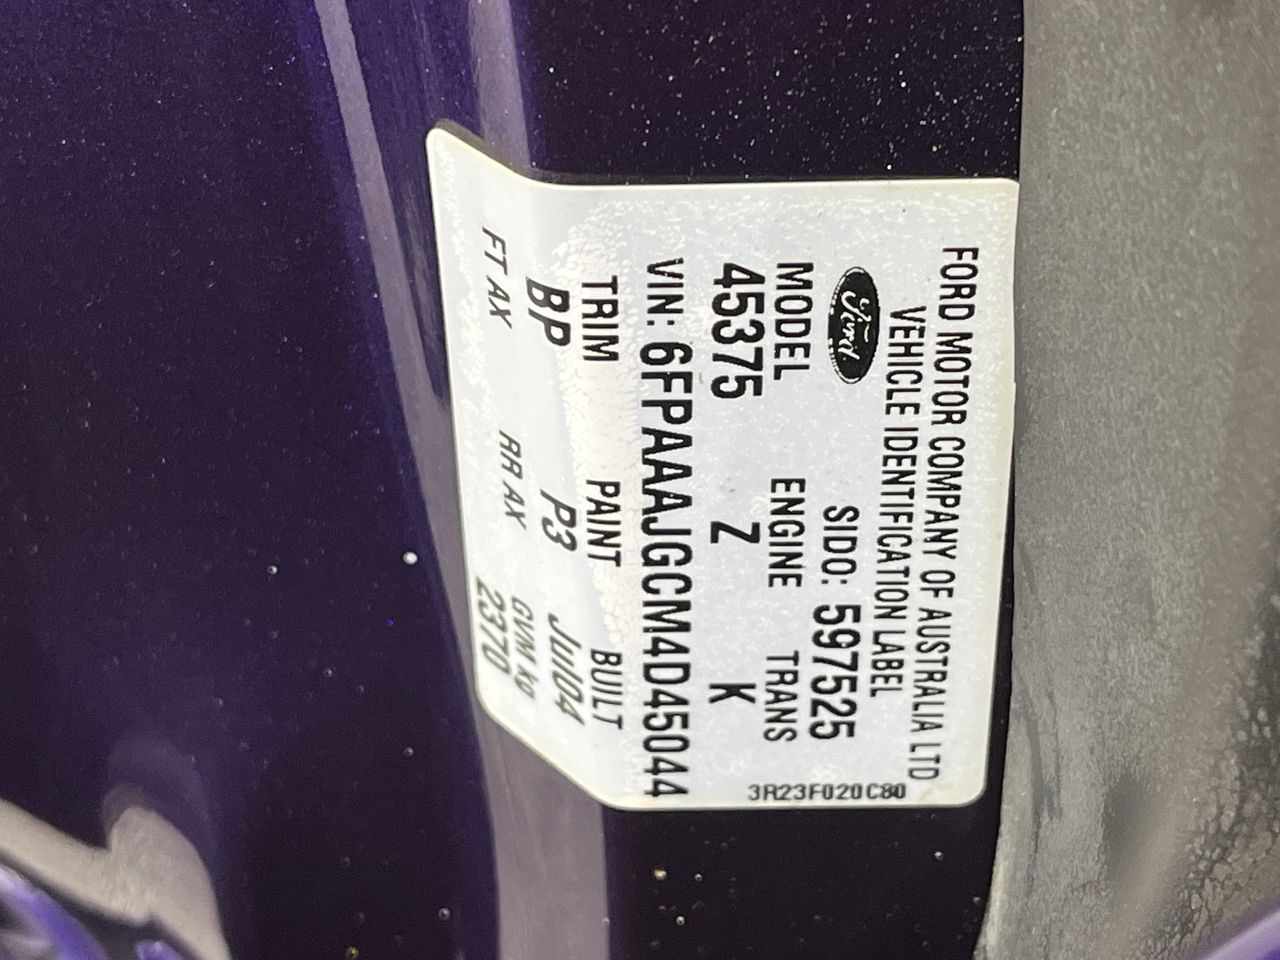 FORD MOTOR COMPANY OF AUSTRALIA LTD
VEHICLE IDENTIFICATION LABEL
Ford SIDO: 597525
MODEL ENGINE TRANS
45375 Z K
VIN: 6FPAAAJGCM4D45044
TRIM PAINT BUILT
BP P3 Jul04
FT AX RR AX GVM kg
2370
3R23F020C80